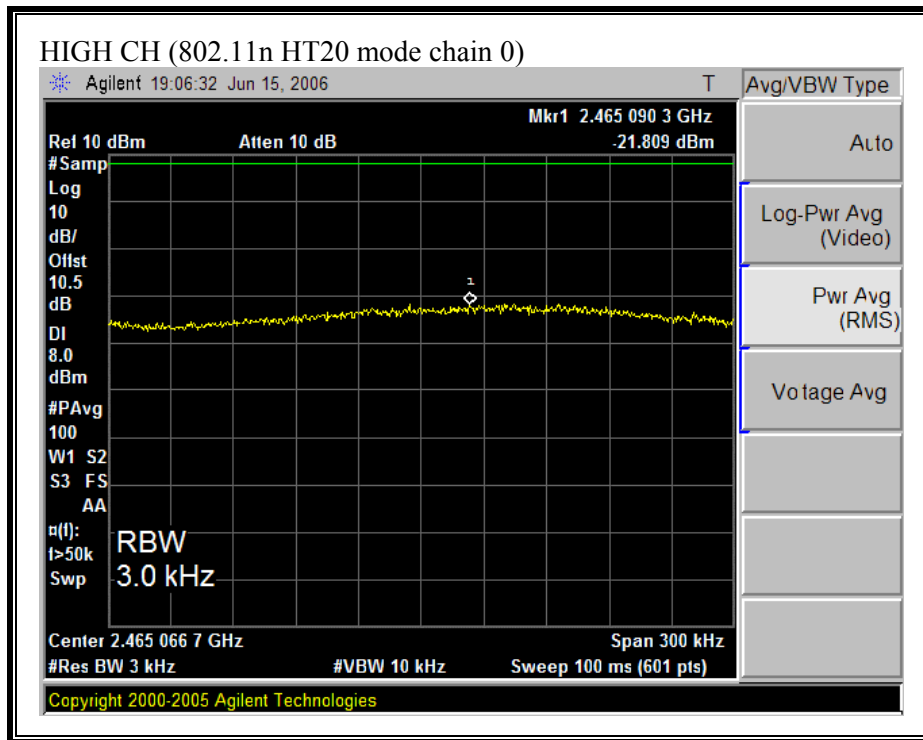 HIGH CH (802.11n HT20 mode chain 0)
Agilent 19:06:32 Jun 15, 2006 T
Avg/VBW Type
Mkr1 2.465 090 3 GHz
Ref 10 dBm Atten 10 dB -21.809 dBm
#Samp
Log
10
dB/
Offst
10.5
dB
DI
8.0
dBm
#PAvg
100
W1 S2
S3 FS
AA
¤(f):
f>50k
Swp
1
RBW
3.0 kHz
Center 2.465 066 7 GHz Span 300 kHz
#Res BW 3 kHz #VBW 10 kHz Sweep 100 ms (601 pts)
Copyright 2000-2005 Agilent Technologies
Auto
Log-Pwr Avg
(Video)
Pwr Avg
(RMS)
Voltage Avg